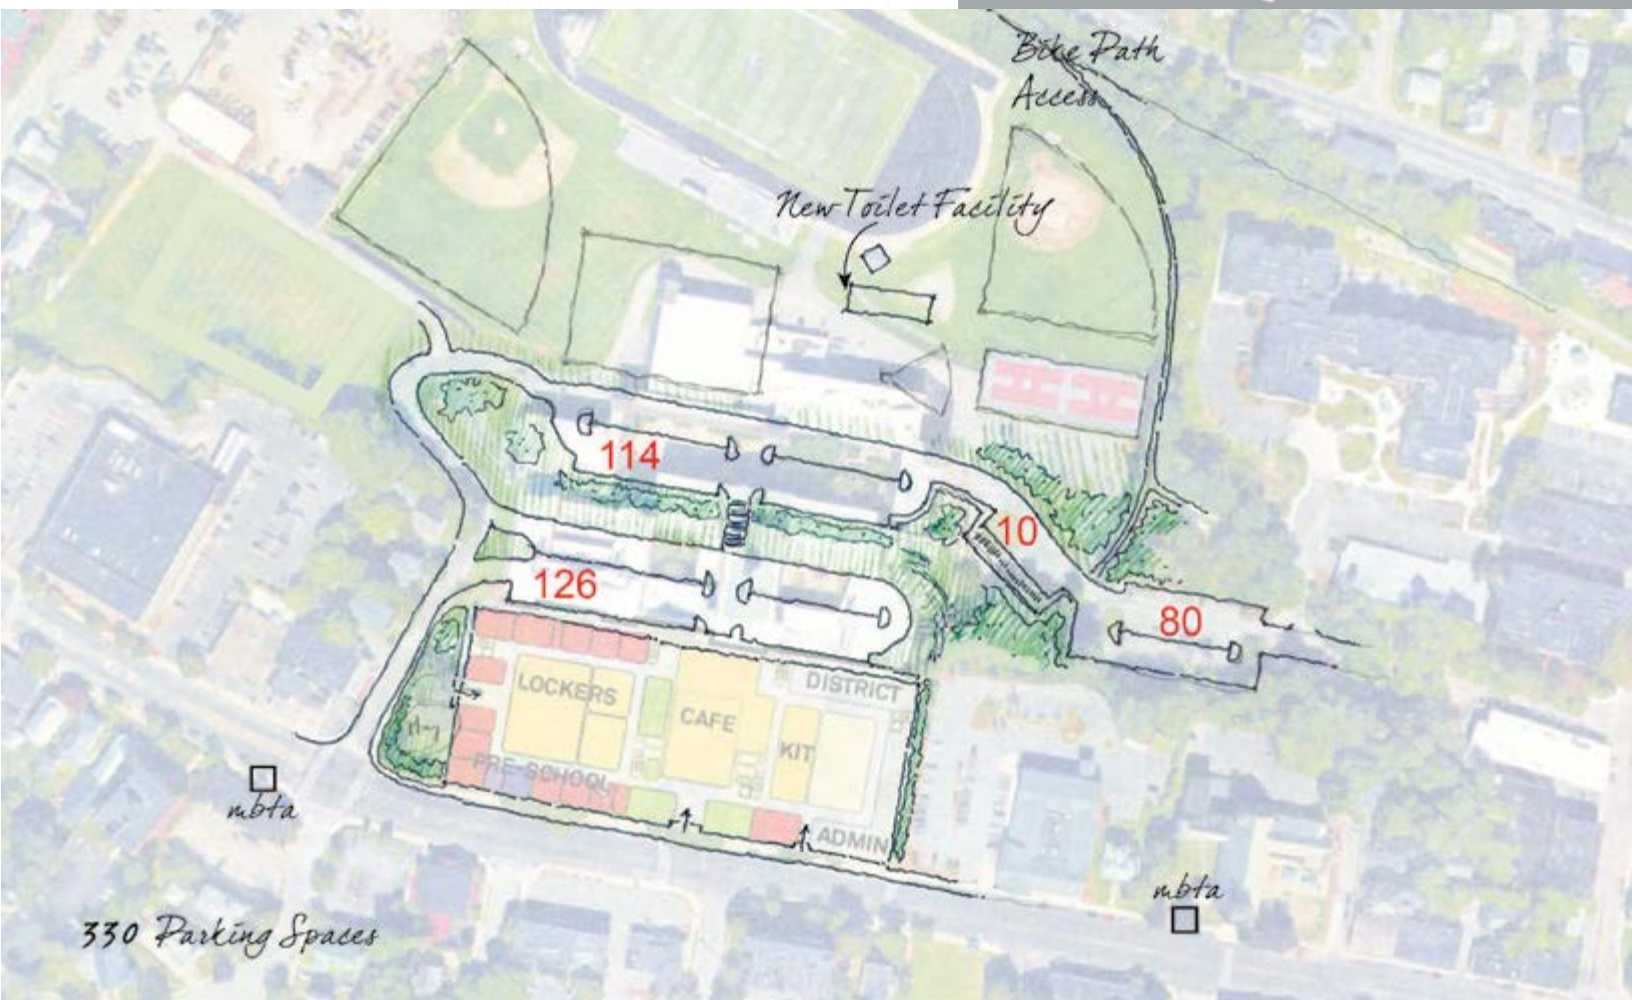 Bike Path
Access
New Toilet Facility
114
10
126
80
LOCKERS
DISTRICT
CAFE
KIT
Play
PRE-SCHOOL
ADMIN
mbta
mbta
330 Parking Spaces